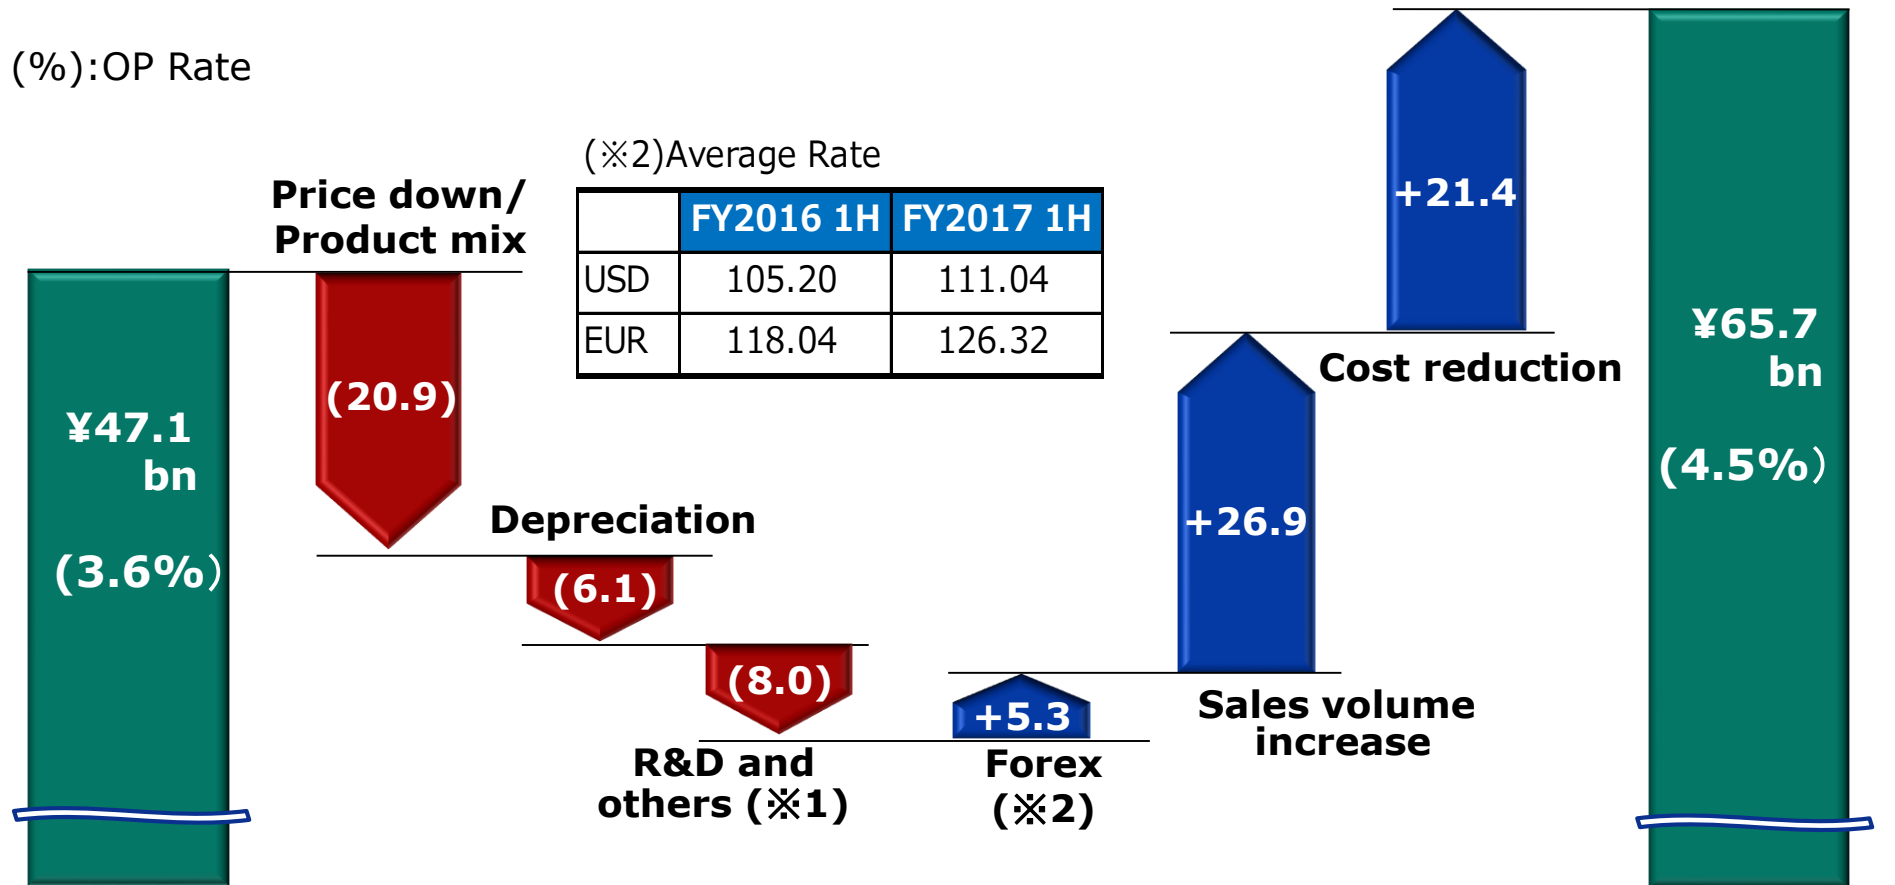 (%):OP Rate
(※2)Average Rate
FY2016 1H FY2017 1H
USD 105.20 111.04
EUR 118.04 126.32
Price down/
Product mix
¥47.1
bn
(3.6%)
(20.9)
Depreciation
(6.1)
(8.0)
R&D and
others (※1)
+5.3
Forex
(※2)
+26.9
Sales volume
increase
+21.4
Cost reduction
¥65.7
bn
(4.5%)